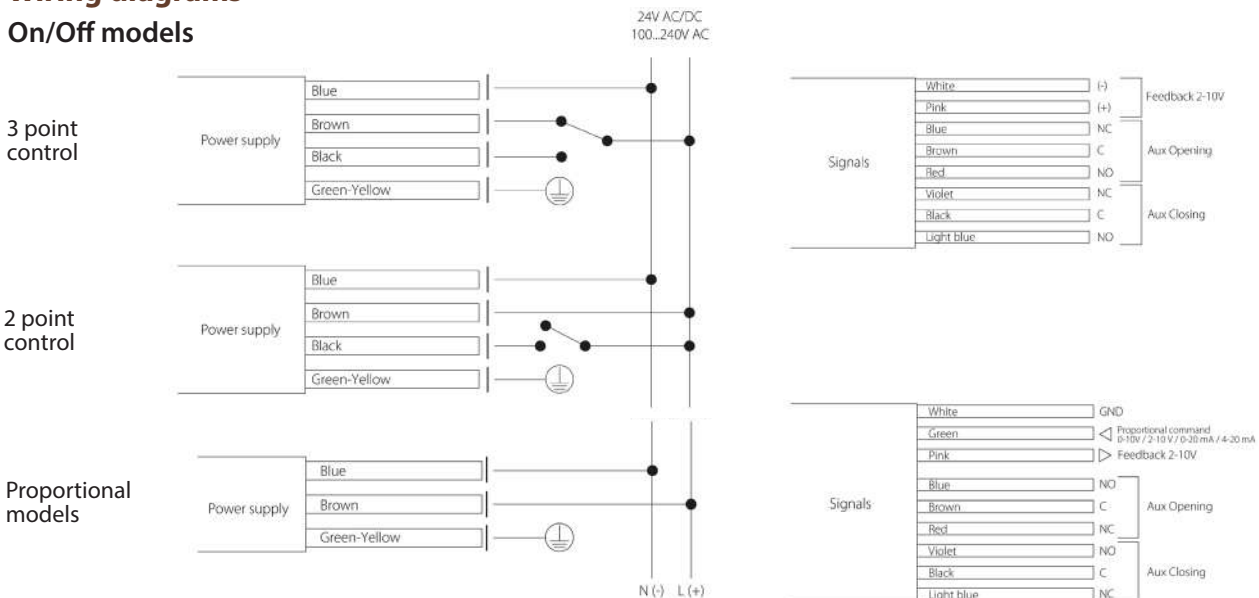 Wiring diagrams
On/Off models
24V AC/DC
100...240V AC
3 point
control
Power supply
Blue
Brown
Black
Green-Yellow
Signals
White (-)
Pink (+)
Feedback 2-10V
Blue NC
Brown C
Red NO
Aux Opening
Violet NC
Black C
Light blue NO
Aux Closing
2 point
control
Power supply
Blue
Brown
Black
Green-Yellow
Proportional
models
Power supply
Blue
Brown
Green-Yellow
N (-) L (+)
Signals
White GND
Green
Proportional command
0-10V / 2-10 V / 0-20 mA / 4-20 mA
Pink Feedback 2-10V
Blue NO
Brown C
Red NC
Aux Opening
Violet NO
Black C
Light blue NC
Aux Closing